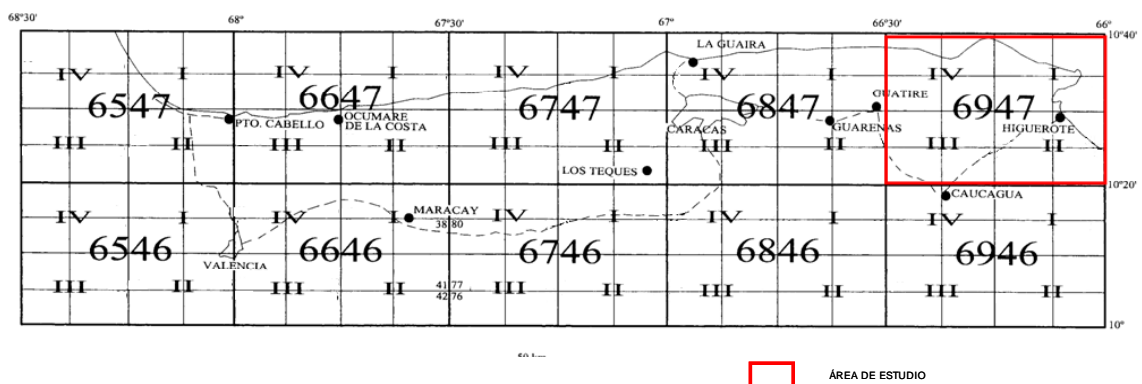 68°30' 68° 67°30' 67° 66°30' 66°
10°40'
LA GUAIRA
IV I IV I IV I IV I IV I
6547 6647 6747 6847 6947
PTO. CABELLO
OCUMARE
DE LA COSTA
CARACAS
GUATIRE
GUARENAS
HIGUEROTE
III II III II III II III II III II
LOS TEQUES
10°20'
CAUCAGUA
MARACAY
IV I IV I IV I IV I IV I
38 80
6546 6646 6746 6846 6946
VALENCIA
III II III II III II III II III II
41 77
42 76
10°
ÁREA DE ESTUDIO